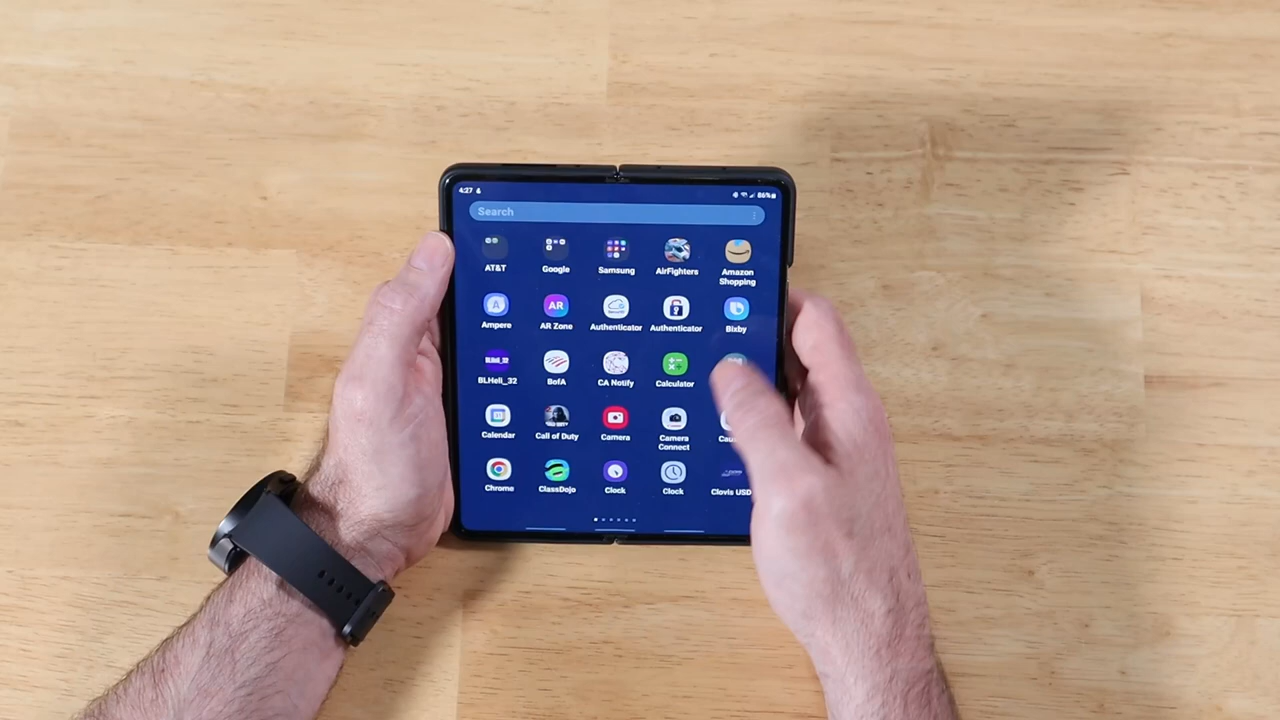 4:27
86%
Search
AT&T Google Samsung AirFighters Amazon Shopping
Ampere AR Zone Authenticator Authenticator Bixby
AR
BLHeli_32
BLHeli_32 BofA CA Notify Calculator
Calendar Call of Duty Camera Camera Connect
Chrome ClassDojo Clock Clock Clovis USD